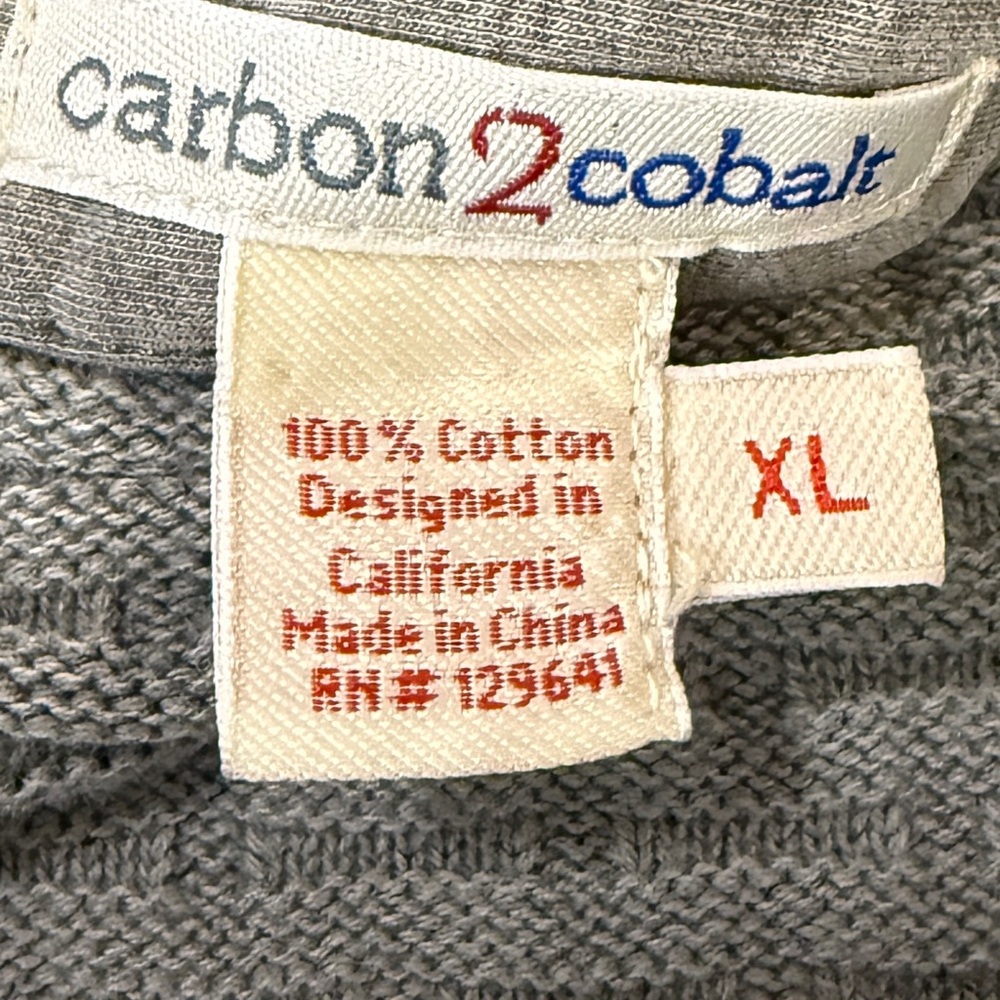 carbon2cobalt
100% Cotton
Designed in
California
Made in China
RN# 129641
XL